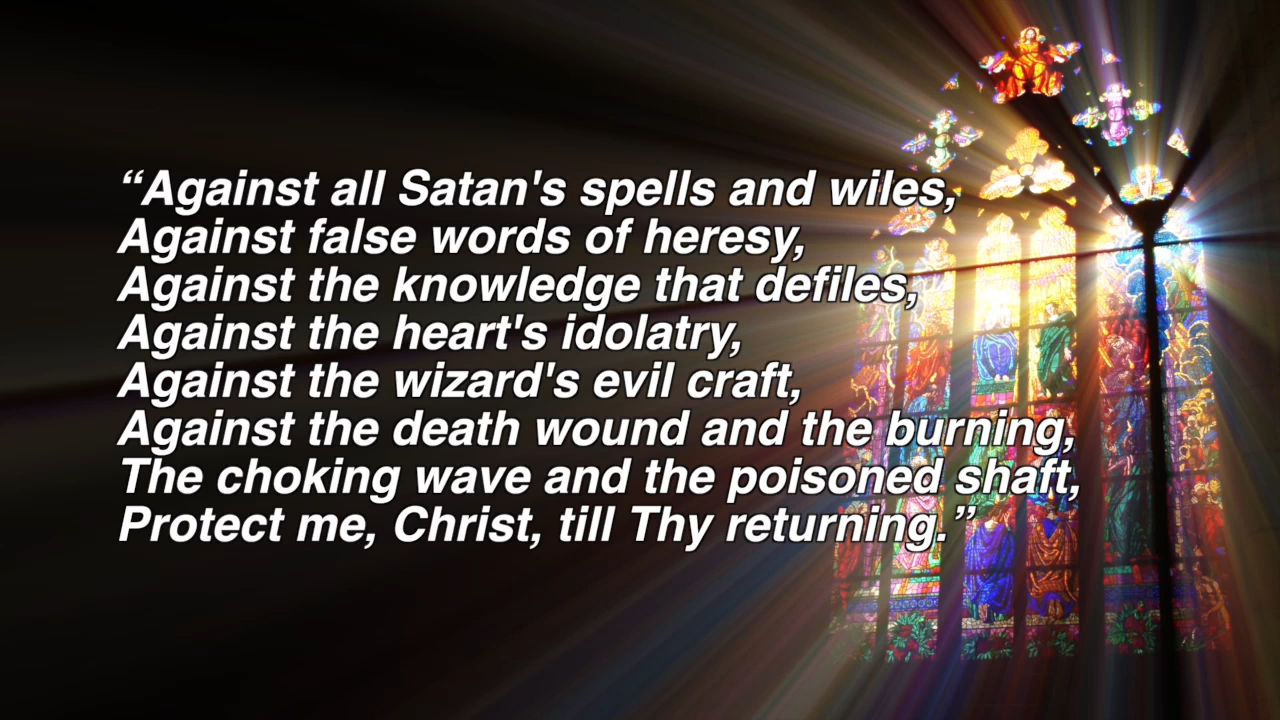 “Against all Satan's spells and wiles,
Against false words of heresy,
Against the knowledge that defiles,
Against the heart's idolatry,
Against the wizard's evil craft,
Against the death wound and the burning,
The choking wave and the poisoned shaft,
Protect me, Christ, till Thy returning.”